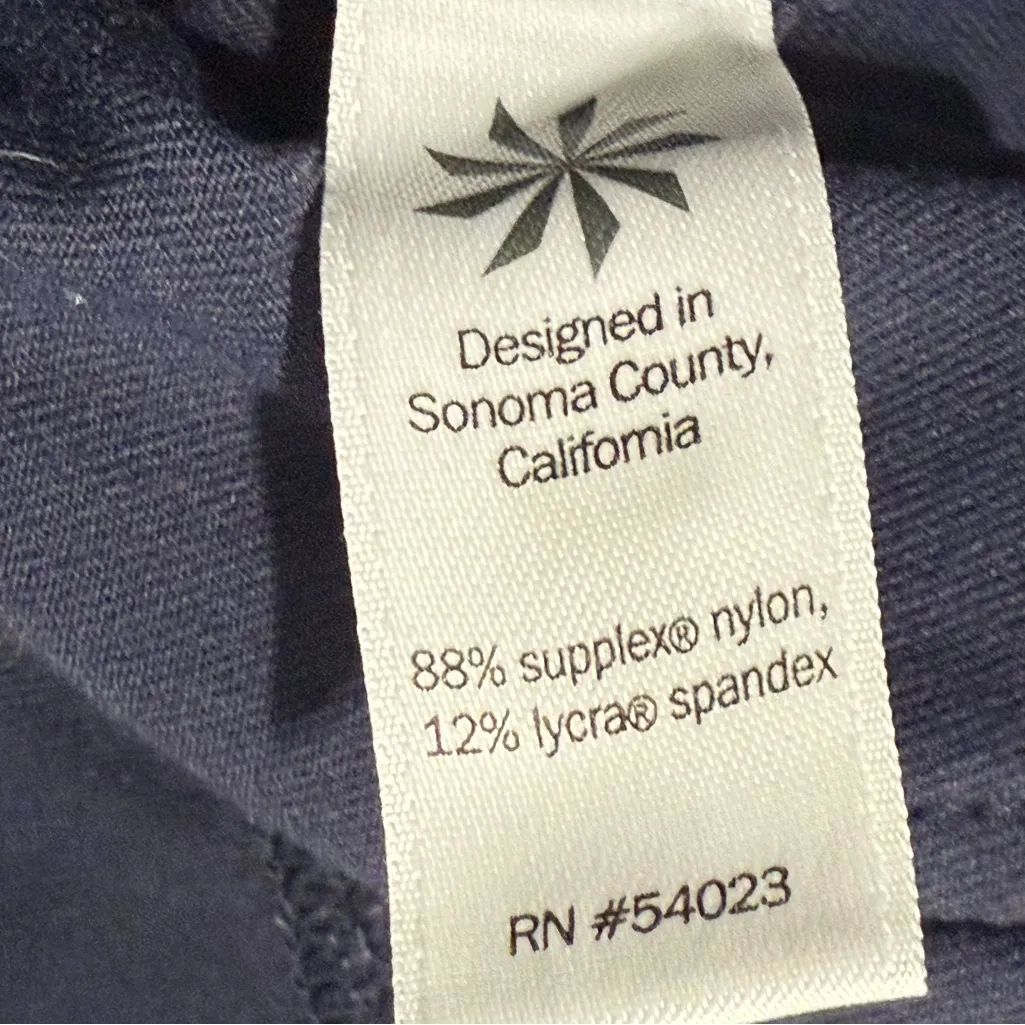 Designed in
Sonoma County,
California
88% supplex® nylon,
12% lycra® spandex
RN #54023